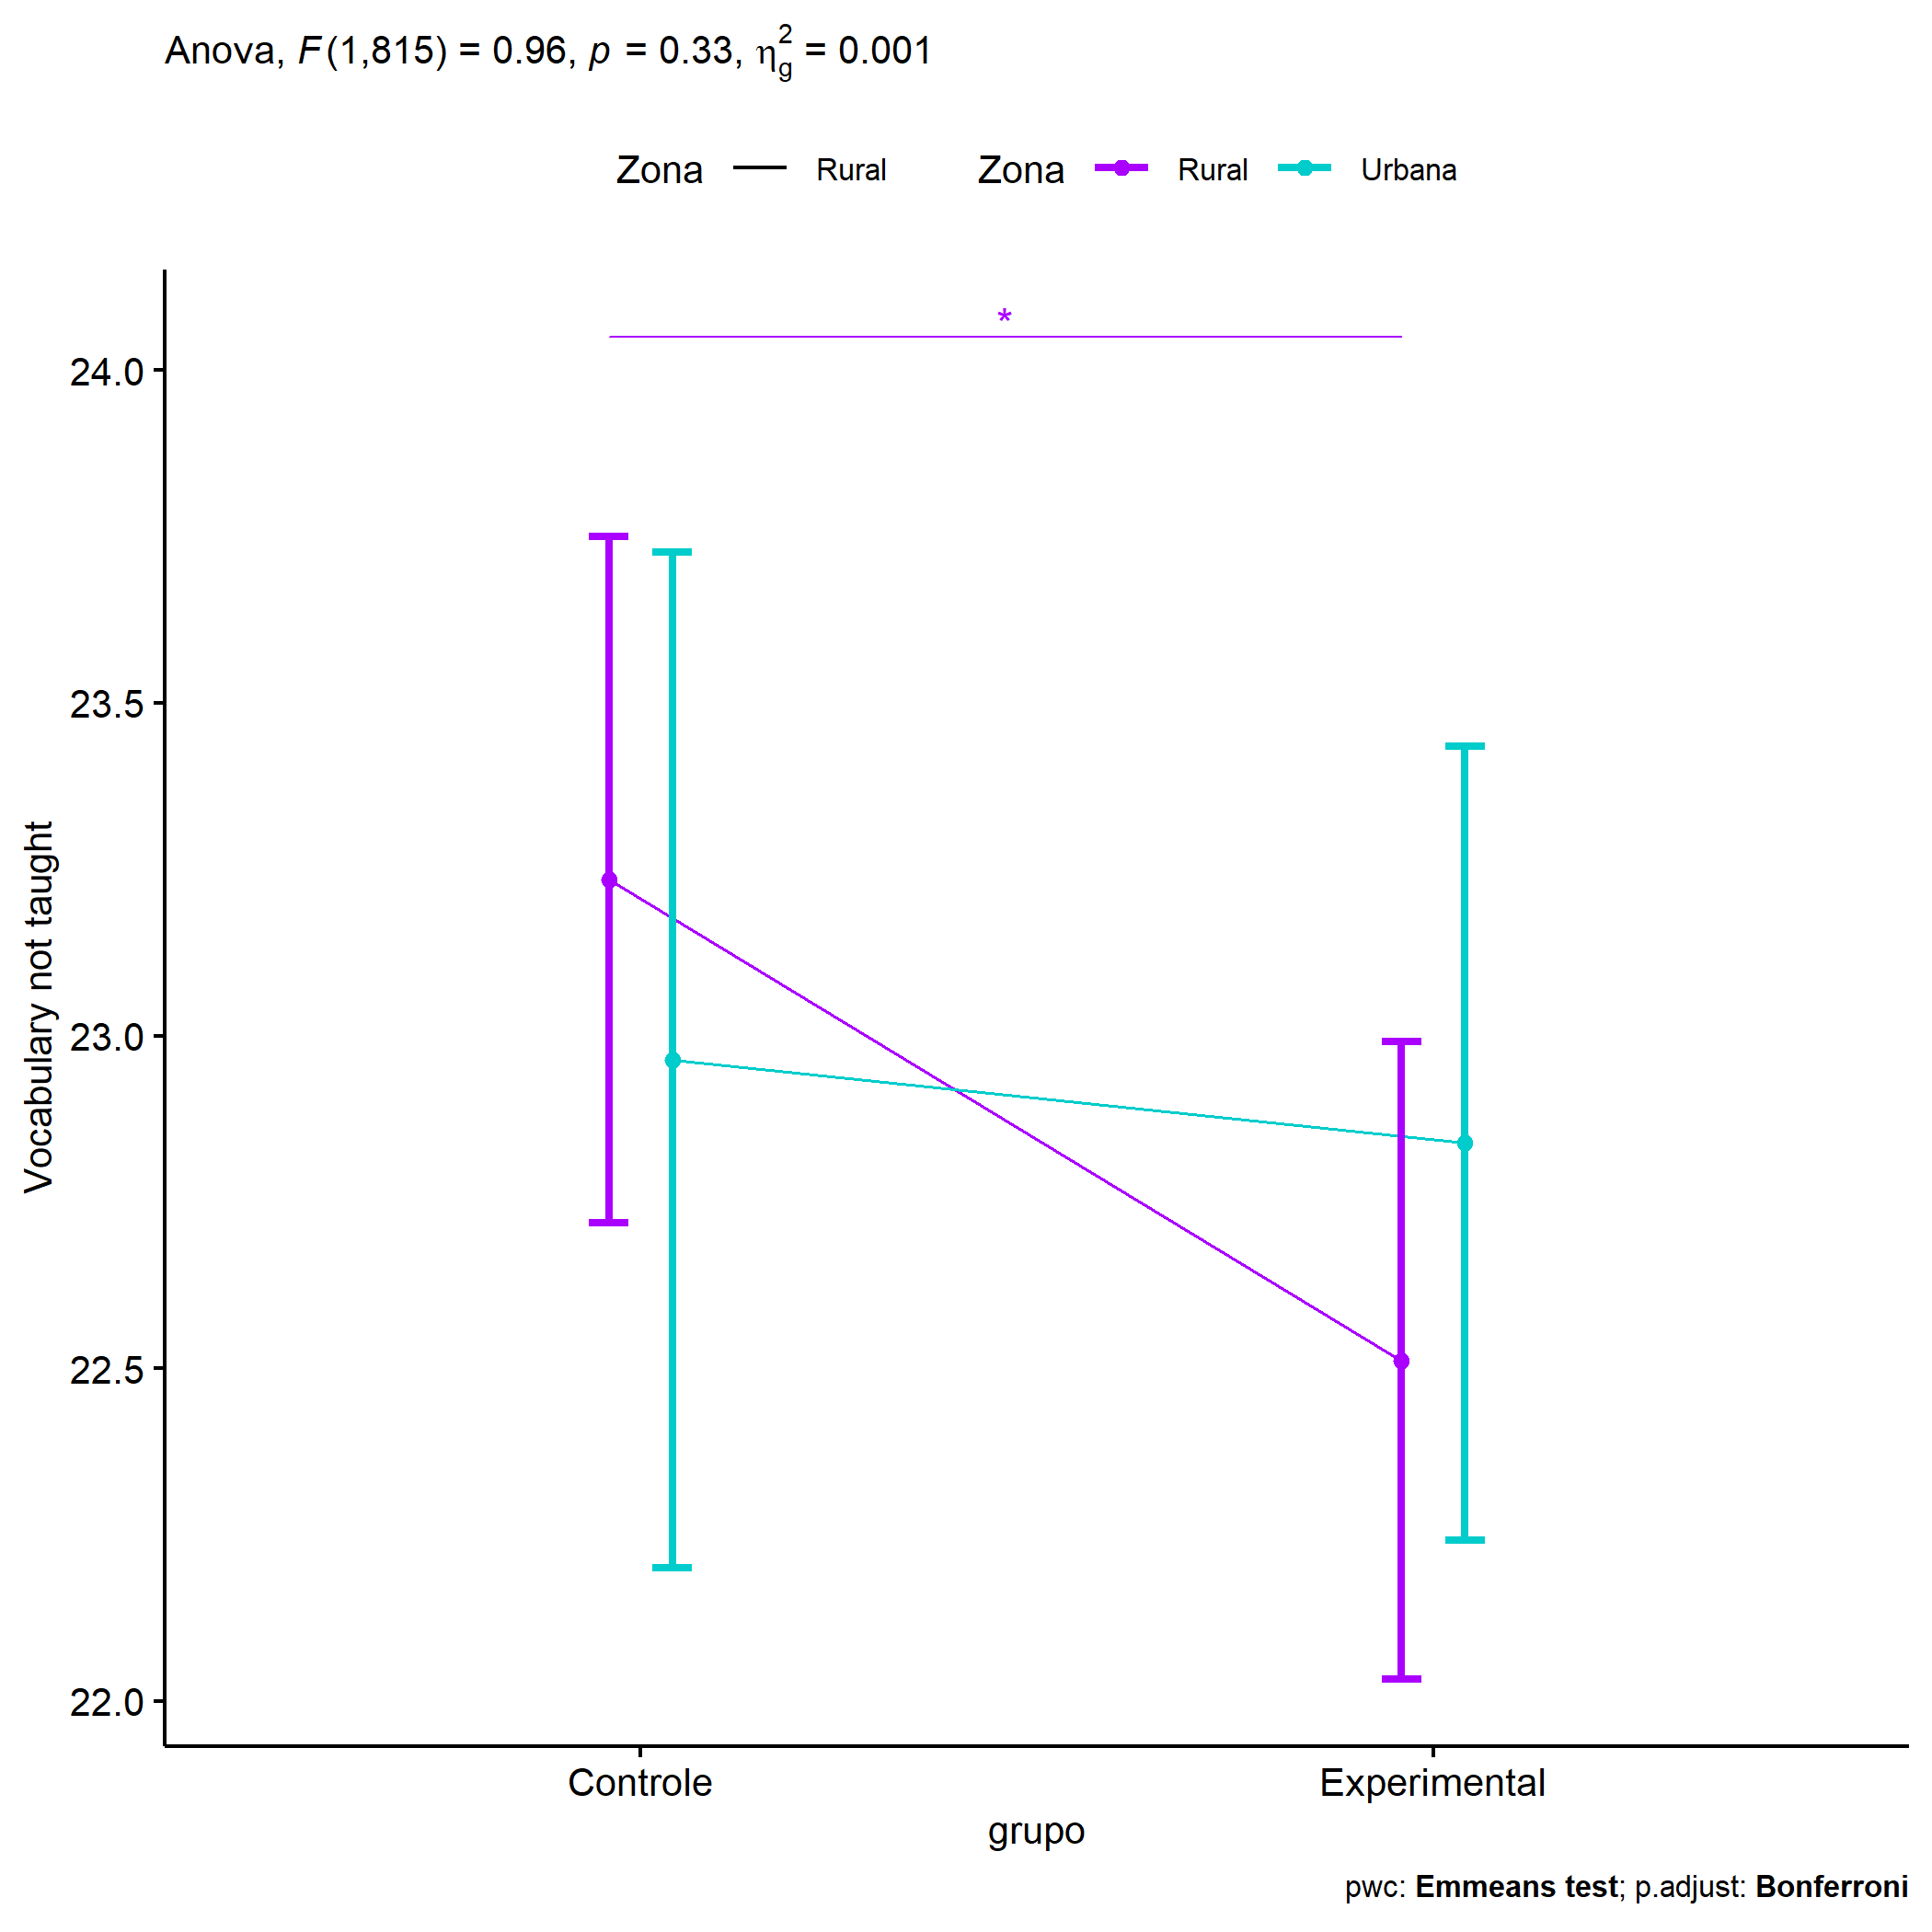 Anova, F(1,815) = 0.96, p = 0.33, η²g = 0.001
Zona Rural Zona Rural Urbana
*
24.0
23.5
23.0
22.5
22.0
Vocabulary not taught
Controle Experimental
grupo
pwc: Emmeans test; p.adjust: Bonferroni